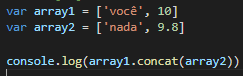 var array1 = ['você', 10]
var array2 = ['nada', 9.8]
console.log(array1.concat(array2))